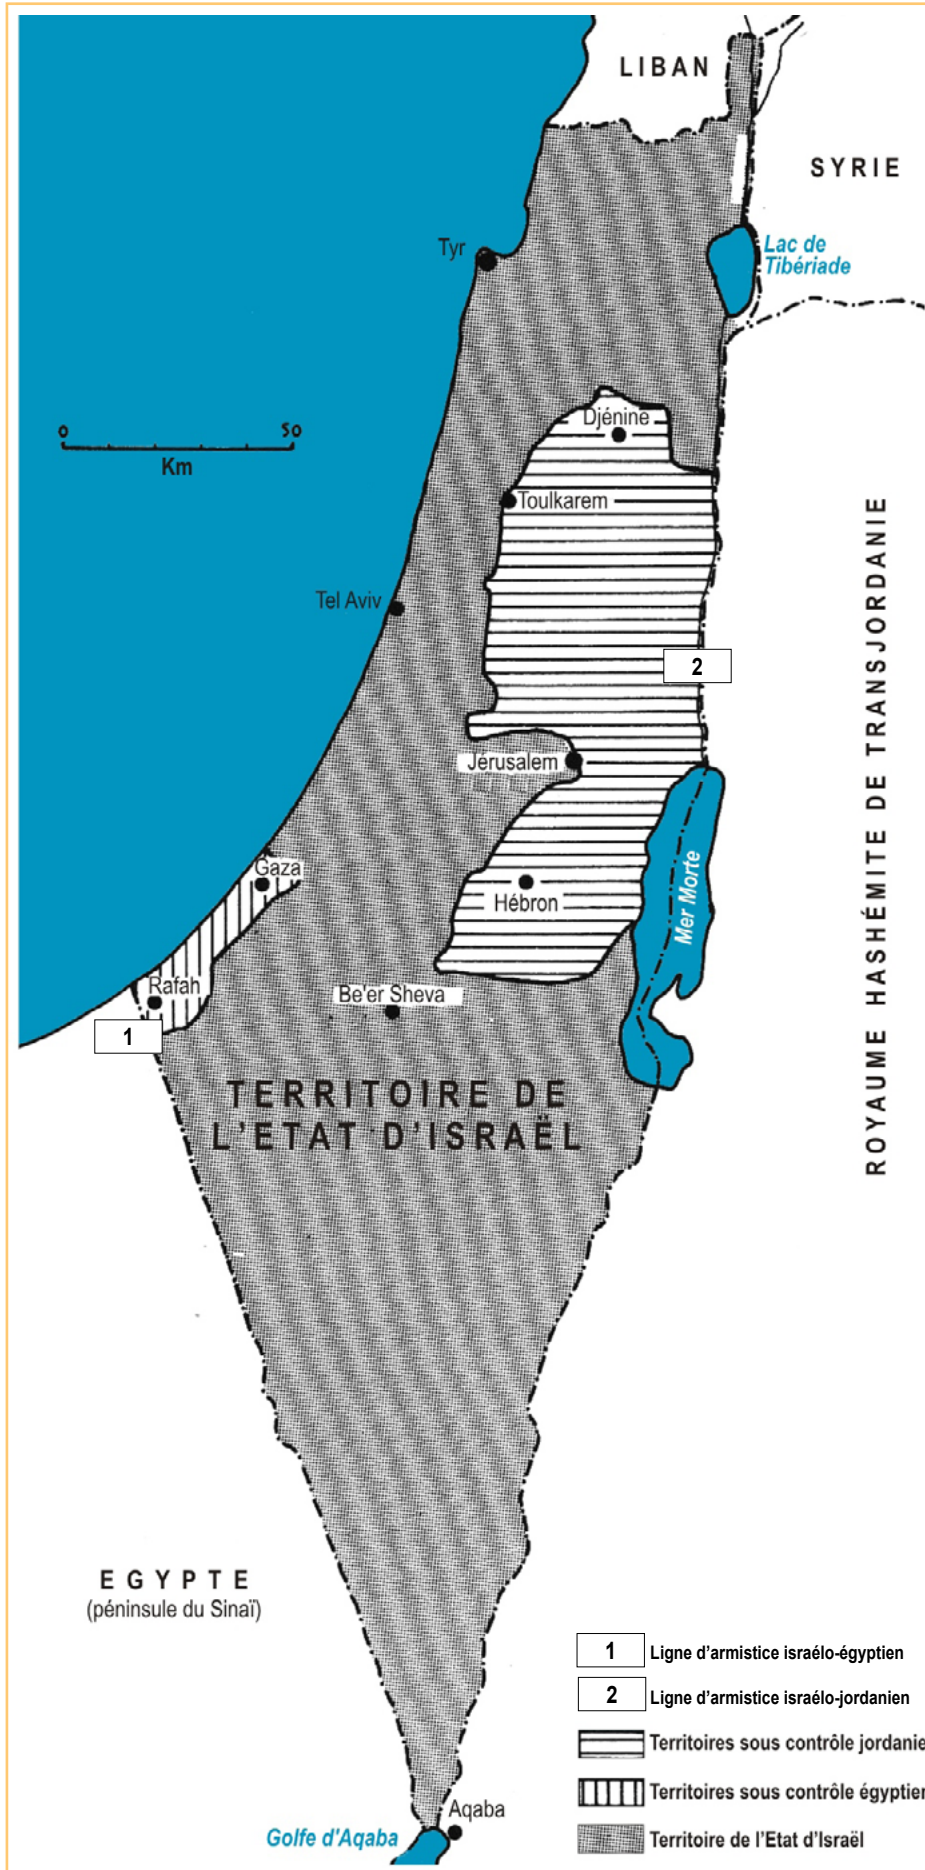 LIBAN
SYRIE
Lac de
Tibériade
Tyr
0 50
Km
Djénine
Toulkarem
Tel Aviv
2
Jérusalem
ROYAUME HASHÉMITE DE TRANSJORDANIE
Gaza
Hébron
Mer Morte
Rafah
Be'er Sheva
1
TERRITOIRE DE
L'ETAT D'ISRAËL
EGYPTE
(péninsule du Sinaï)
1 Ligne d'armistice israélo-égyptien
2 Ligne d'armistice israélo-jordanien
Territoires sous contrôle jordanie
Territoires sous contrôle égyptien
Territoire de l'Etat d'Israël
Aqaba
Golfe d'Aqaba